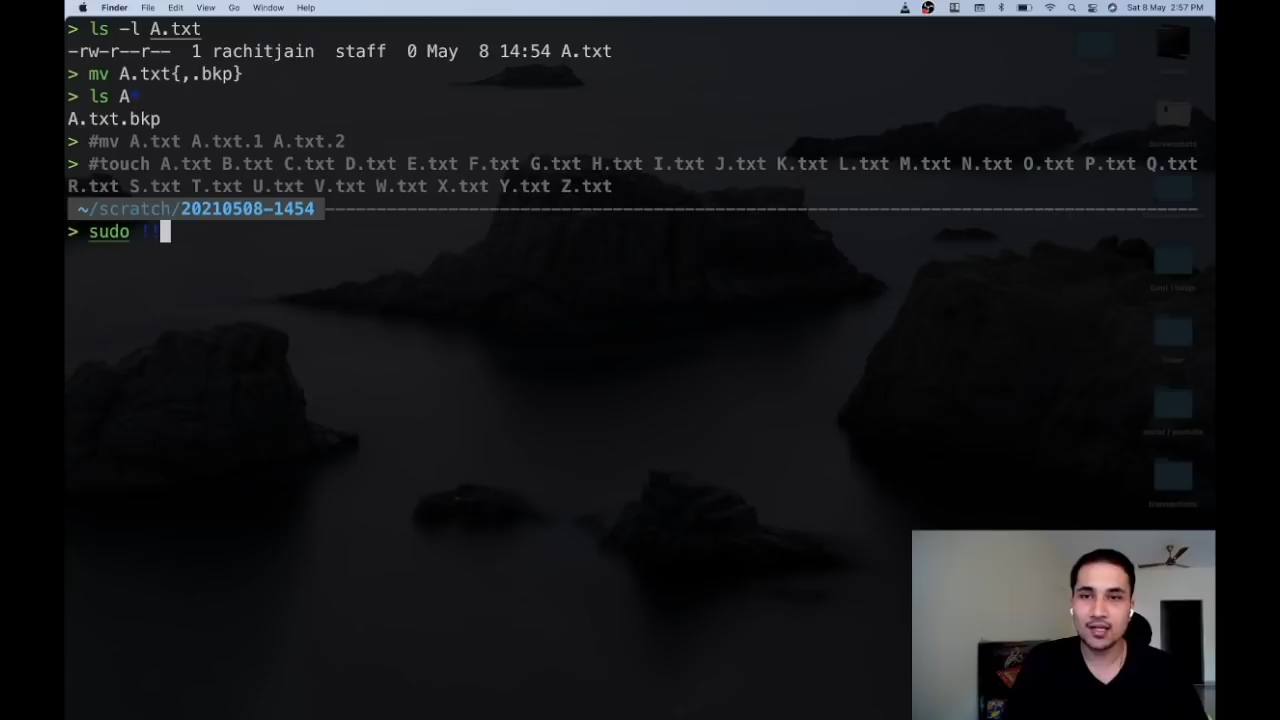 Finder File Edit View Go Window Help Sat 8 May 2:57 PM
> ls -l A.txt
-rw-r--r-- 1 rachitjain staff 0 May 8 14:54 A.txt
> mv A.txt{,.bkp}
> ls A*
A.txt.bkp
> #mv A.txt A.txt.1 A.txt.2
> #touch A.txt B.txt C.txt D.txt E.txt F.txt G.txt H.txt I.txt J.txt K.txt L.txt M.txt N.txt O.txt P.txt Q.txt
R.txt S.txt T.txt U.txt V.txt W.txt X.txt Y.txt Z.txt
~/scratch/20210508-1454
> sudo !!